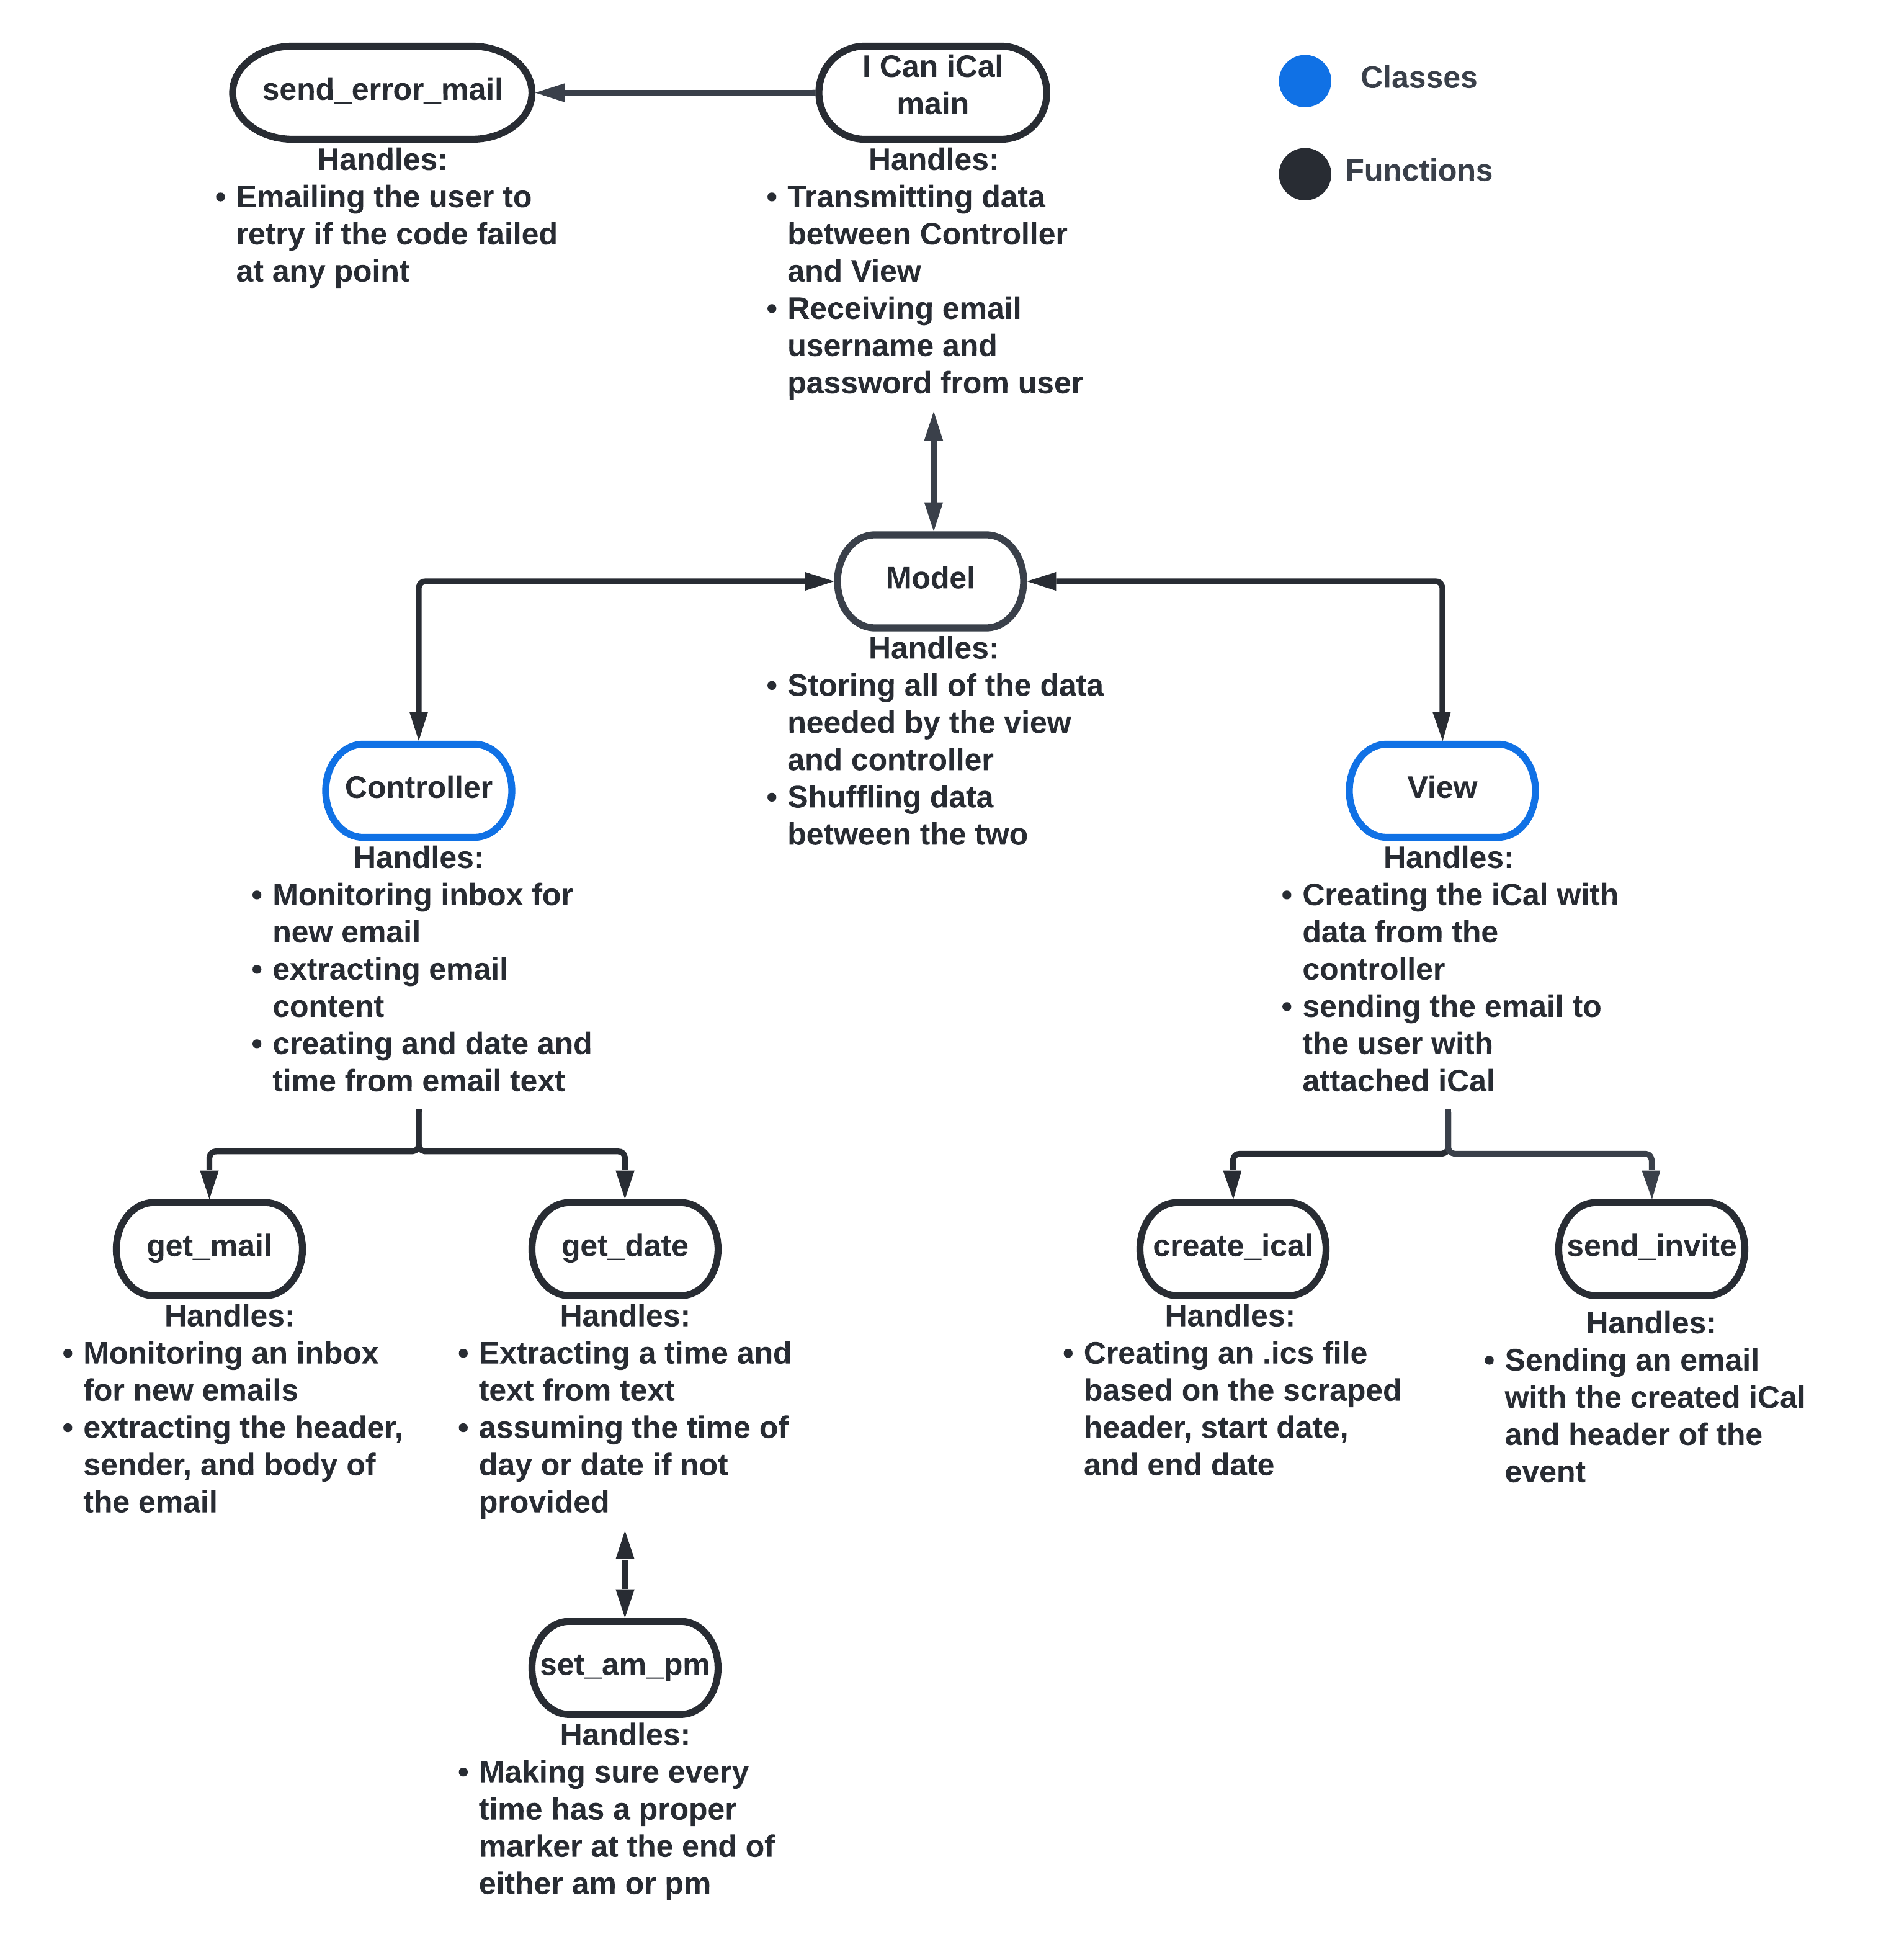 send_error_mail
Handles:
• Emailing the user to
retry if the code failed
at any point
I Can iCal
main
Handles:
• Transmitting data
between Controller
and View
• Receiving email
username and
password from user
Classes
Functions
Model
Handles:
• Storing all of the data
needed by the view
and controller
• Shuffling data
between the two
Controller
Handles:
• Monitoring inbox for
new email
• extracting email
content
• creating and date and
time from email text
View
Handles:
• Creating the iCal with
data from the
controller
• sending the email to
the user with
attached iCal
get_mail
Handles:
• Monitoring an inbox
for new emails
• extracting the header,
sender, and body of
the email
get_date
Handles:
• Extracting a time and
text from text
• assuming the time of
day or date if not
provided
create_ical
Handles:
• Creating an .ics file
based on the scraped
header, start date,
and end date
send_invite
Handles:
• Sending an email
with the created iCal
and header of the
event
set_am_pm
Handles:
• Making sure every
time has a proper
marker at the end of
either am or pm